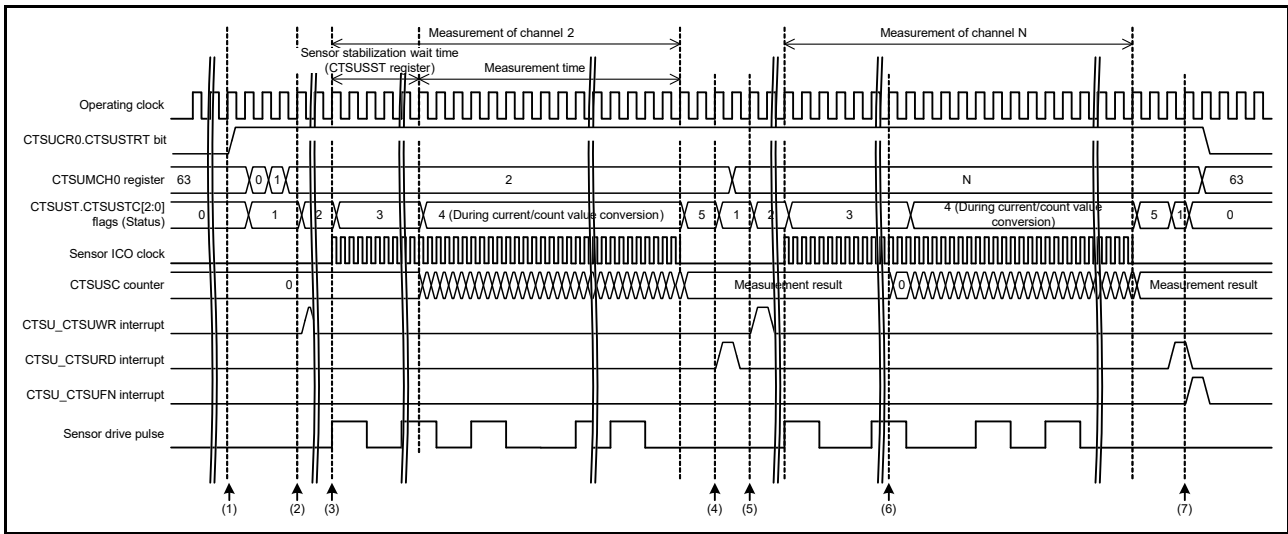 Measurement of channel 2
Measurement of channel N
Sensor stabilization wait time
(CTSUSST register)
Measurement time
Operating clock
CTSUCR0.CTSUSTRT bit
CTSUMCH0 register
63
0
1
2
N
63
CTSUST.CTSUSTC[2:0]
flags (Status)
0
1
2
3
4 (During current/count value conversion)
5
1
2
3
4 (During current/count value
conversion)
5
1
0
Sensor ICO clock
CTSUSC counter
0
Measurement result
0
Measurement result
CTSU_CTSUWR interrupt
CTSU_CTSURD interrupt
CTSU_CTSUFN interrupt
Sensor drive pulse
(1)
(2)
(3)
(4)
(5)
(6)
(7)